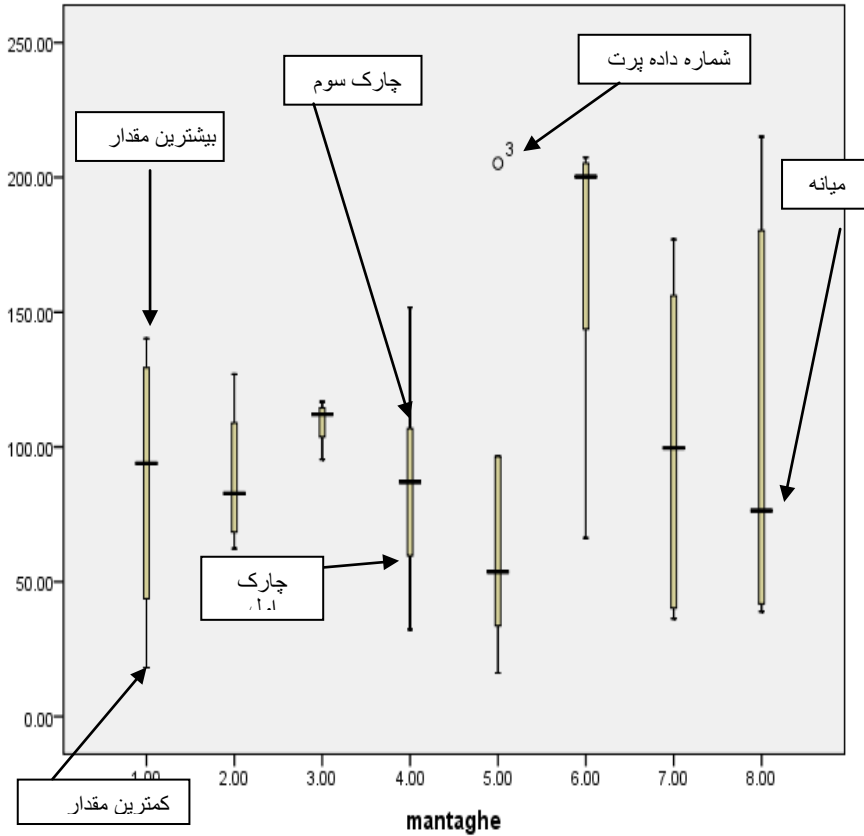 250.00
200.00
150.00
100.00
50.00
0.00
بیشترین مقدار
چارک سوم
شماره داده پرت
3
میانه
چارک
کمترین مقدار
1.00 2.00 3.00 4.00 5.00 6.00 7.00 8.00
mantaghe